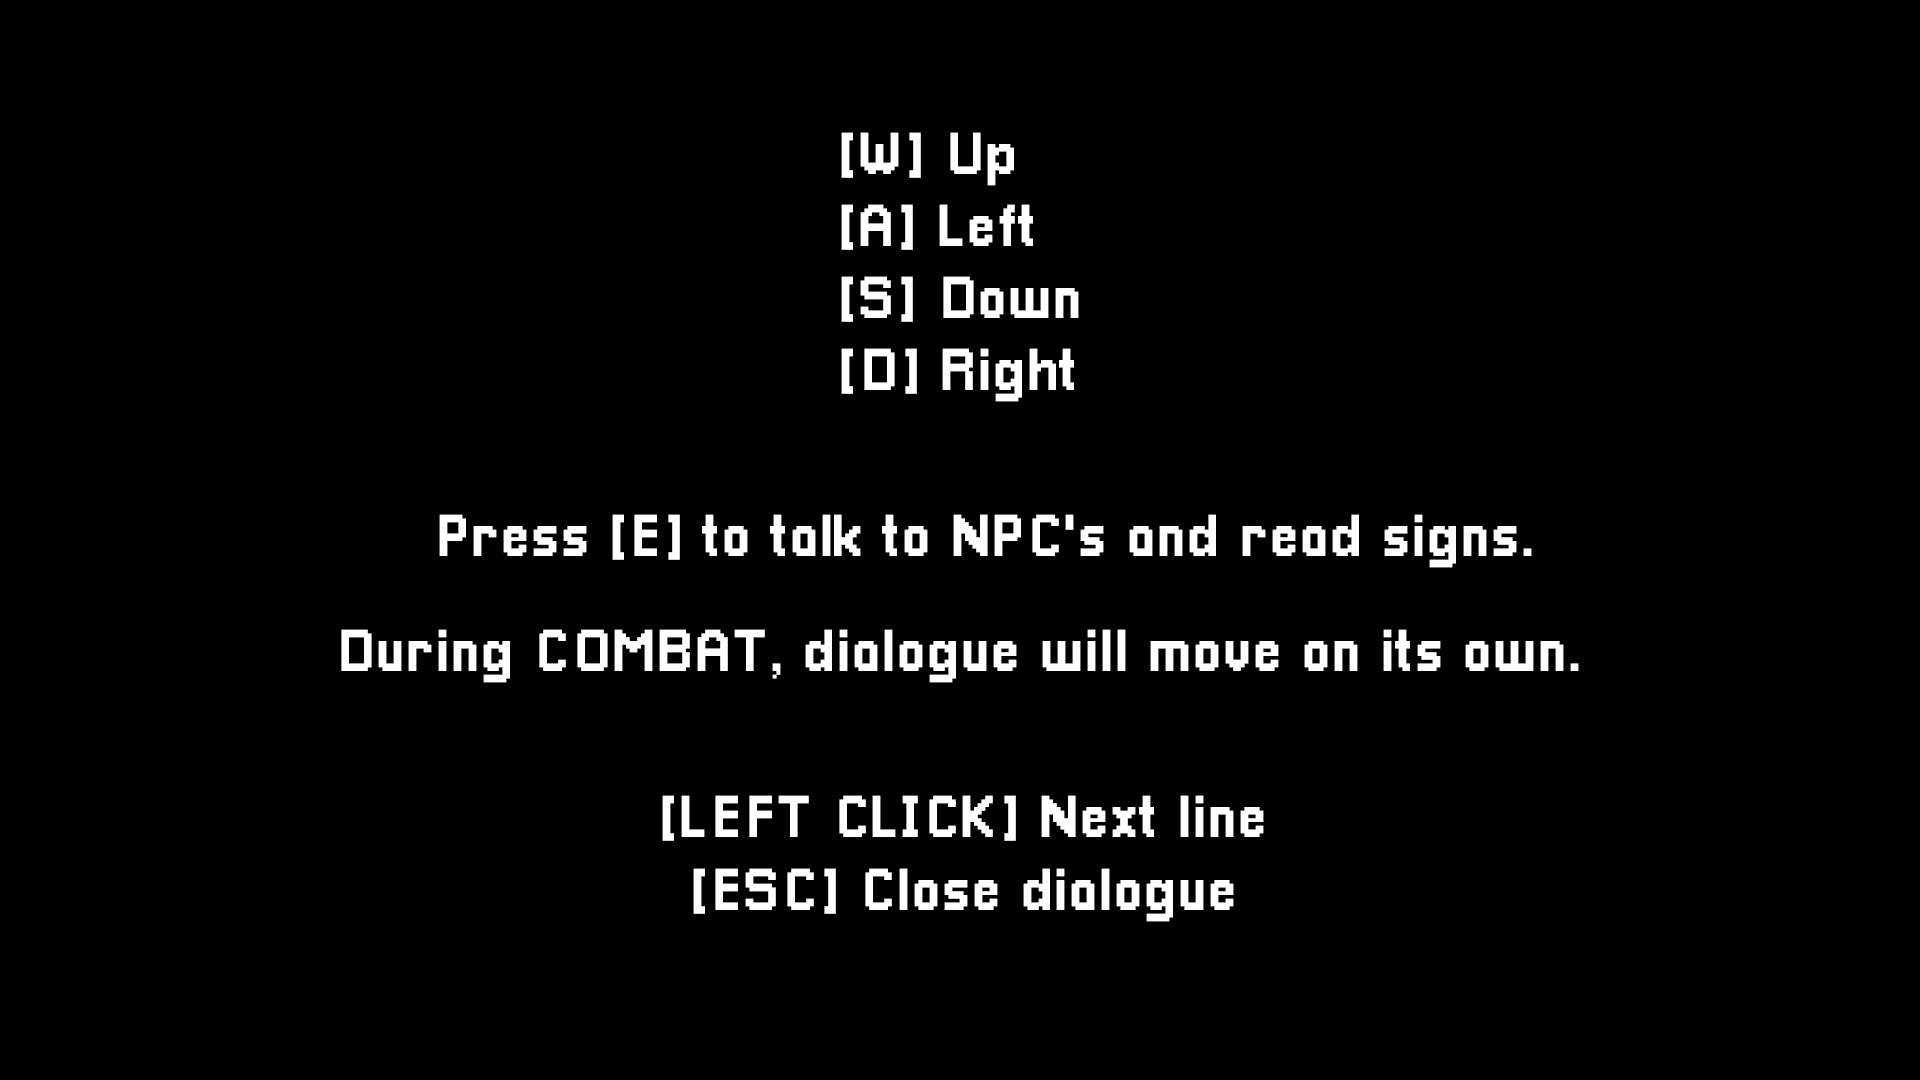 [W] Up
[A] Left
[S] Down
[D] Right
Press [E] to talk to NPC's and read signs.
During COMBAT, dialogue will move on its own.
[LEFT CLICK] Next line
[ESC] Close dialogue